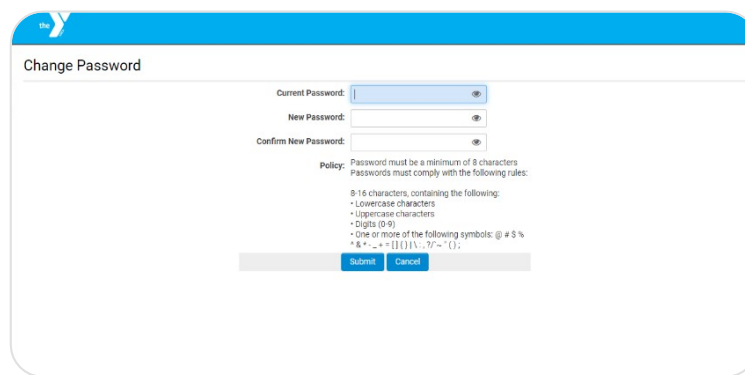 the Y
Change Password
Current Password:
New Password:
Confirm New Password:
Policy: Password must be a minimum of 8 characters
Passwords must comply with the following rules:
8-16 characters, containing the following:
• Lowercase characters
• Uppercase characters
• Digits (0-9)
• One or more of the following symbols: @ # $ %
^ & * - _ + = [ ] { } | \ : , ? / ` ~ " ( ) ;
Submit Cancel